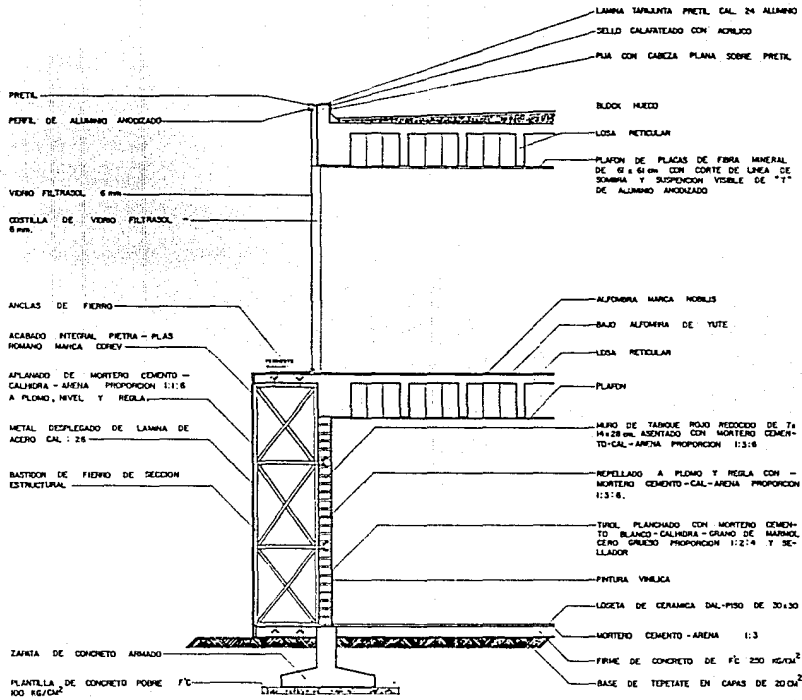 LAMINA TAPAJUNTA PRETIL CAL. 24 ALUMINIO
SELLO CALAFATEADO CON ACRILICO
PIJA CON CABEZA PLANA SOBRE PRETIL
PRETIL
PERFIL DE ALUMINIO ANODIZADO
BLOCK HUECO
LOSA RETICULAR
PLAFON DE PLACAS DE FIBRA MINERAL
DE 61 x 61 cm CON CORTE DE LINEA DE
SOMBRA Y SUSPENSION VISIBLE DE "T"
DE ALUMINIO ANODIZADO
VIDRIO FILTRASOL 6 mm
COSTILLA DE VIDRIO FILTRASOL -
6 mm.
ANCLAS DE FIERRO
ACABADO INTEGRAL PIETRA - PLAS
ROMANO MARCA COREV
APLANADO DE MORTERO CEMENTO -
CALHIDRA - ARENA PROPORCION 1:1:6
A PLOMO, NIVEL Y REGLA
METAL DESPLEGADO DE LAMINA DE
ACERO CAL : 26
BASTIDOR DE FIERRO DE SECCION
ESTRUCTURAL
PENDIENTE
ALFOMBRA MARCA NOBILIS
BAJO ALFOMBRA DE YUTE
LOSA RETICULAR
PLAFON
MURO DE TABIQUE ROJO RECOCIDO DE 7x
14 x 28 cm. ASENTADO CON MORTERO CEMEN-
TO-CAL-ARENA PROPORCION 1:3:6
REPELLADO A PLOMO Y REGLA CON -
MORTERO CEMENTO-CAL-ARENA PROPORCION
1:3:6.
TIROL PLANCHADO CON MORTERO CEMEN-
TO BLANCO-CALHIDRA-GRANO DE MARMOL
CERO GRUESO PROPORCION 1:2:4 Y SE-
LLADOR
PINTURA VINILICA
LOSETA DE CERAMICA DAL-PISO DE 30x30
MORTERO CEMENTO - ARENA 1:3
FIRME DE CONCRETO DE F'C 250 KG/CM²
BASE DE TEPETATE EN CAPAS DE 20 CM²
ZAPATA DE CONCRETO ARMADO
PLANTILLA DE CONCRETO POBRE F'C
100 KG/CM²